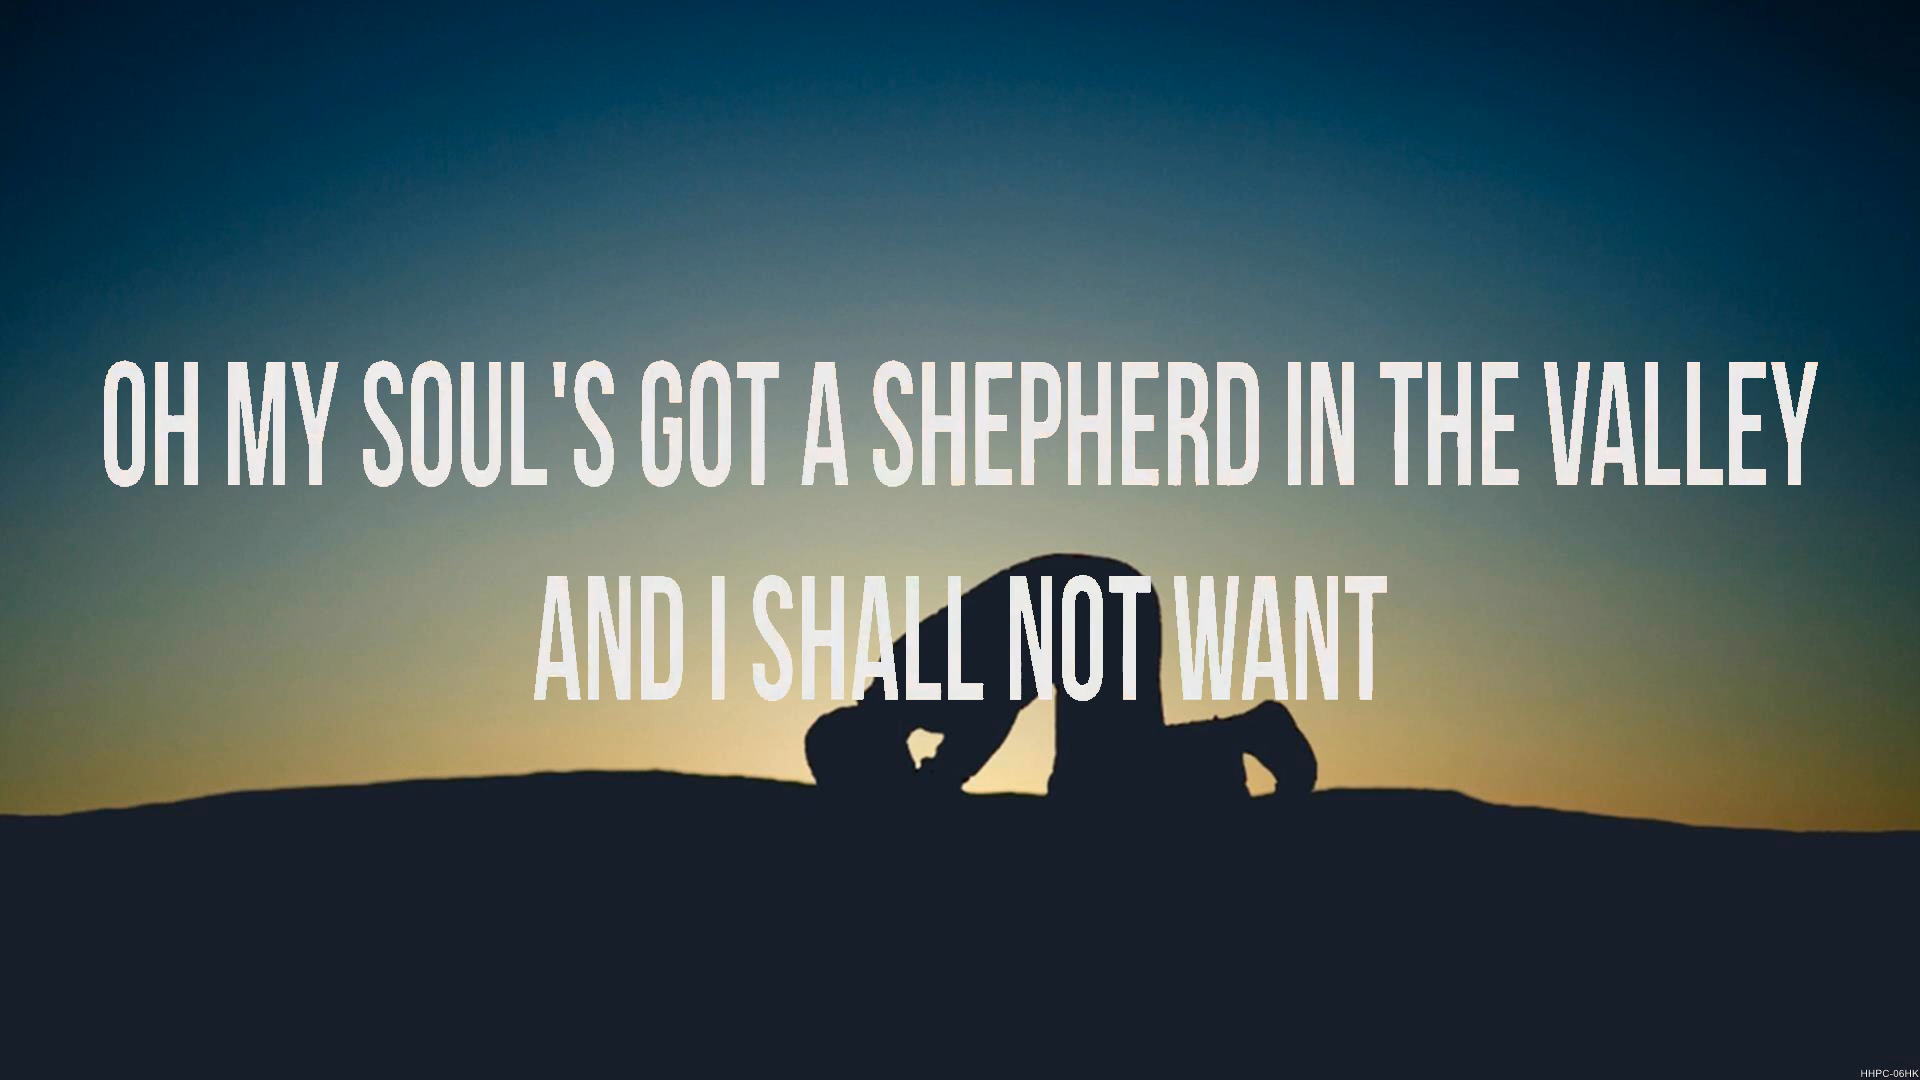 OH MY SOUL'S GOT A SHEPHERD IN THE VALLEY
AND I SHALL NOT WANT
HHPC-06HK